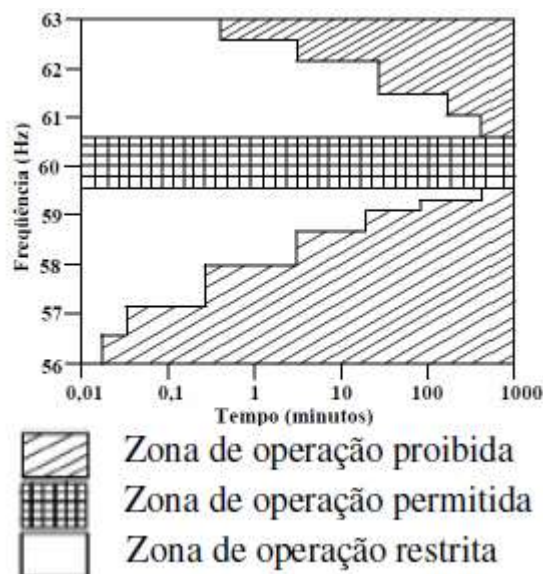 63
62
61
60
59
58
57
56
Freqüência (Hz)
0,01 0,1 1 10 100 1000
Tempo (minutos)
Zona de operação proibida
Zona de operação permitida
Zona de operação restrita